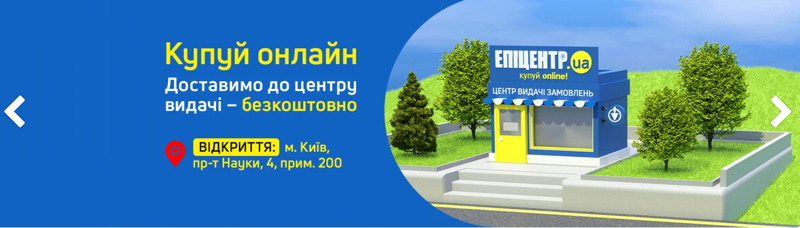 Купуй онлайн
Доставимо до центру
видачі – безкоштовно
ВІДКРИТТЯ: м. Київ,
пр-т Науки, 4, прим. 200
ЕПІЦЕНТР.ua
купуй online!
ЦЕНТР ВИДАЧІ ЗАМОВЛЕНЬ